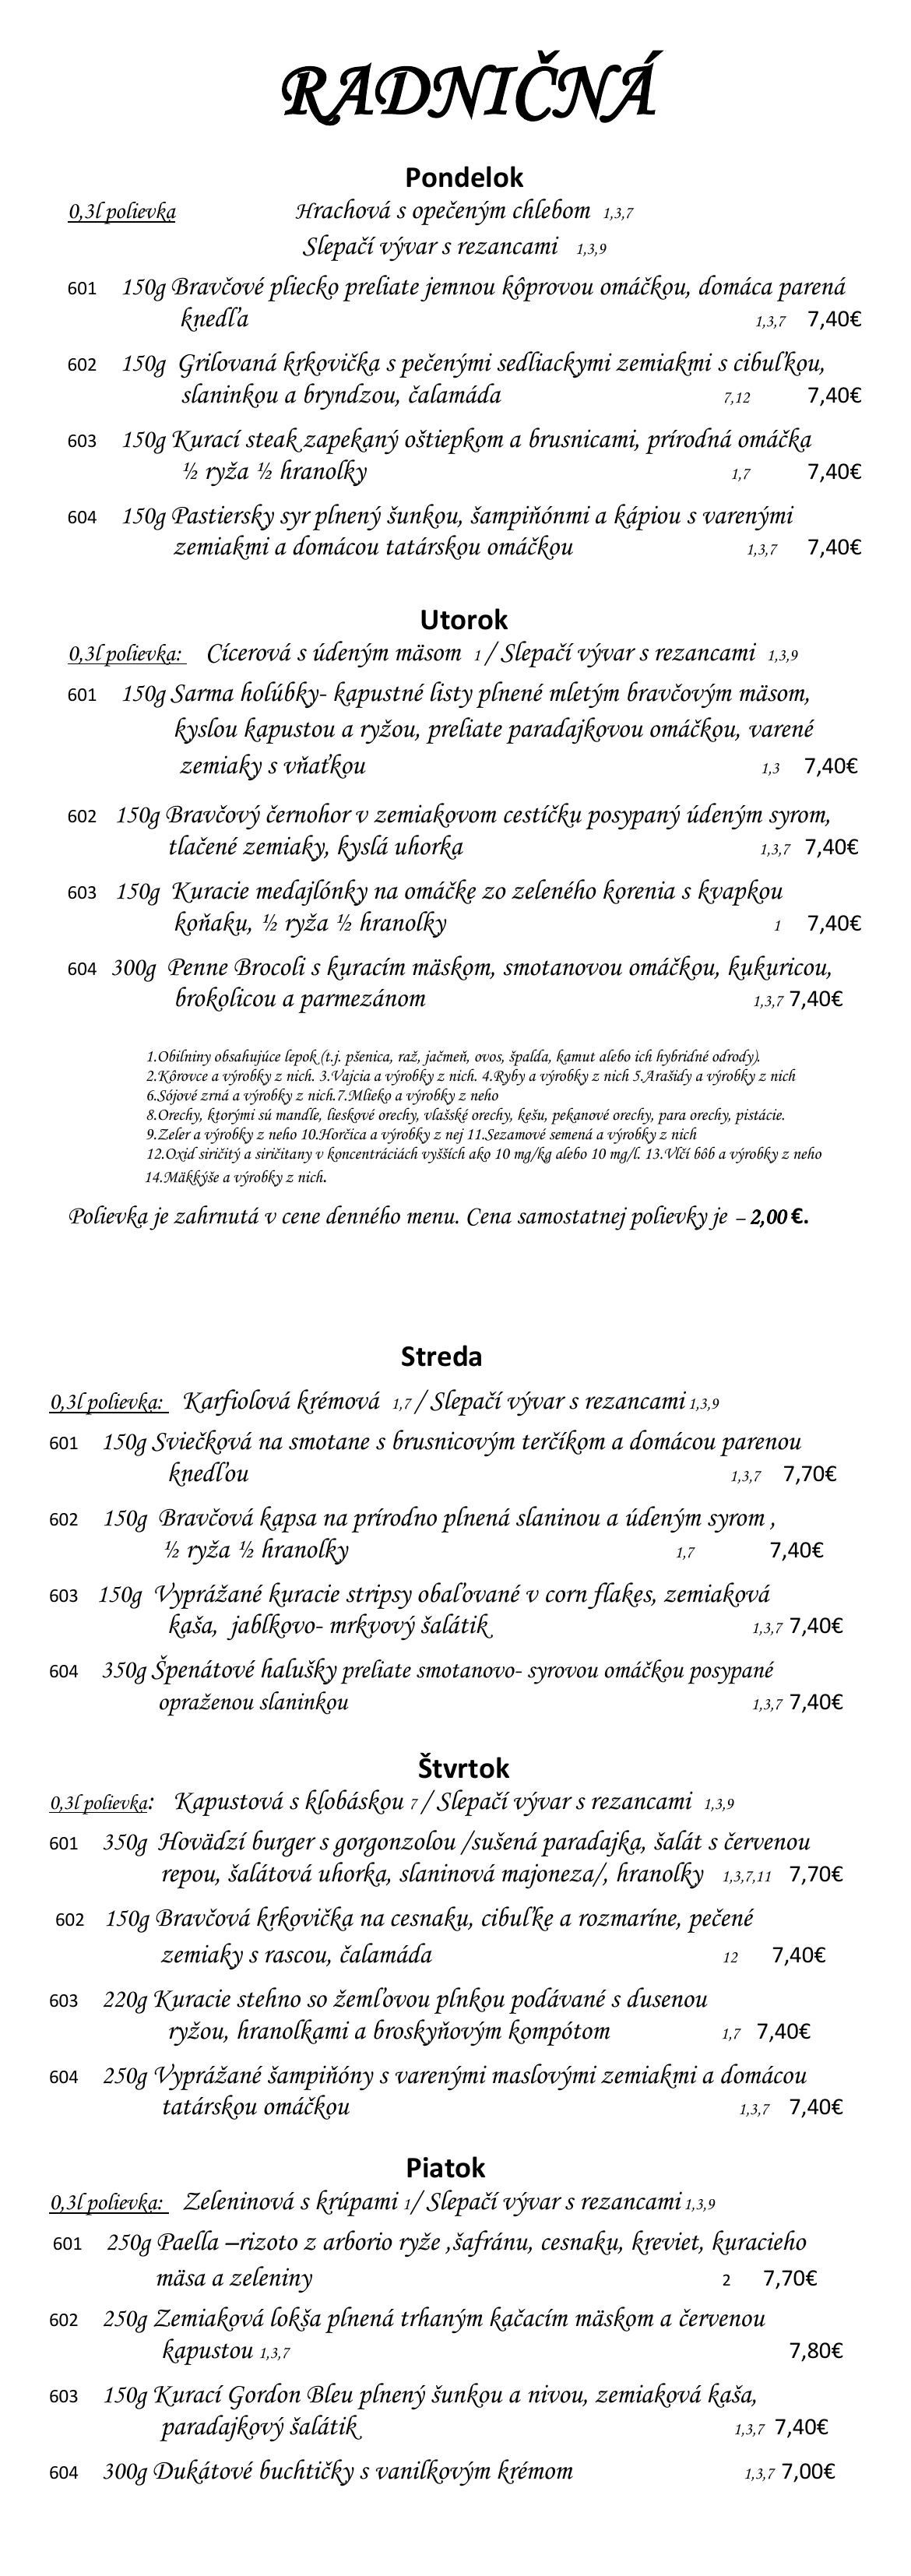 RADNIČNÁ
Pondelok
0,3l polievka Hrachová s opečeným chlebom 1,3,7
Slepačí vývar s rezancami 1,3,9
601 150g Bravčové pliecko preliate jemnou kôprovou omáčkou, domáca parená
knedľa 1,3,7 7,40€
602 150g Grilovaná krkovička s pečenými sedliackymi zemiakmi s cibuľkou,
slaninkou a bryndzou, čalamáda 7,12 7,40€
603 150g Kurací steak zapekaný oštiepkom a brusnicami, prírodná omáčka
½ ryža ½ hranolky 1,7 7,40€
604 150g Pastiersky syr plnený šunkou, šampiňónmi a kápiou s varenými
zemiakmi a domácou tatárskou omáčkou 1,3,7 7,40€
Utorok
0,3l polievka: Cícerová s údeným mäsom 1 / Slepačí vývar s rezancami 1,3,9
601 150g Sarma holúbky- kapustné listy plnené mletým bravčovým mäsom,
kyslou kapustou a ryžou, preliate paradajkovou omáčkou, varené
zemiaky s vňaťkou 1,3 7,40€
602 150g Bravčový černohor v zemiakovom cestíčku posypaný údeným syrom,
tlačené zemiaky, kyslá uhorka 1,3,7 7,40€
603 150g Kuracie medajlónky na omáčke zo zeleného korenia s kvapkou
koňaku, ½ ryža ½ hranolky 1 7,40€
604 300g Penne Brocoli s kuracím mäskom, smotanovou omáčkou, kukuricou,
brokolicou a parmezánom 1,3,7 7,40€
1.Obilniny obsahujúce lepok (t.j. pšenica, raž, jačmeň, ovos, špalda, kamut alebo ich hybridné odrody).
2.Kôrovce a výrobky z nich. 3.Vajcia a výrobky z nich. 4.Ryby a výrobky z nich 5.Arašidy a výrobky z nich
6.Sójové zrná a výrobky z nich.7.Mlieko a výrobky z neho
8.Orechy, ktorými sú mandle, lieskové orechy, vlašské orechy, kešu, pekanové orechy, para orechy, pistácie.
9.Zeler a výrobky z neho 10.Horčica a výrobky z nej 11.Sezamové semená a výrobky z nich
12.Oxid siričitý a siričitany v koncentráciách vyšších ako 10 mg/kg alebo 10 mg/l. 13.Vlčí bôb a výrobky z neho
14.Mäkkýše a výrobky z nich.
Polievka je zahrnutá v cene denného menu. Cena samostatnej polievky je – 2,00 €.
Streda
0,3l polievka: Karfiolová krémová 1,7 / Slepačí vývar s rezancami 1,3,9
601 150g Sviečková na smotane s brusnicovým terčíkom a domácou parenou
knedľou 1,3,7 7,70€
602 150g Bravčová kapsa na prírodno plnená slaninou a údeným syrom ,
½ ryža ½ hranolky 1,7 7,40€
603 150g Vyprážané kuracie stripsy obaľované v corn flakes, zemiaková
kaša, jablkovo- mrkvový šalátik 1,3,7 7,40€
604 350g Špenátové halušky preliate smotanovo- syrovou omáčkou posypané
opraženou slaninkou 1,3,7 7,40€
Štvrtok
0,3l polievka: Kapustová s klobáskou 7 / Slepačí vývar s rezancami 1,3,9
601 350g Hovädzí burger s gorgonzolou /sušená paradajka, šalát s červenou
repou, šalátová uhorka, slaninová majoneza/, hranolky 1,3,7,11 7,70€
602 150g Bravčová krkovička na cesnaku, cibuľke a rozmaríne, pečené
zemiaky s rascou, čalamáda 12 7,40€
603 220g Kuracie stehno so žemľovou plnkou podávané s dusenou
ryžou, hranolkami a broskyňovým kompótom 1,7 7,40€
604 250g Vyprážané šampiňóny s varenými maslovými zemiakmi a domácou
tatárskou omáčkou 1,3,7 7,40€
Piatok
0,3l polievka: Zeleninová s krúpami 1/ Slepačí vývar s rezancami 1,3,9
601 250g Paella –rizoto z arborio ryže ,šafránu, cesnaku, kreviet, kuracieho
mäsa a zeleniny 2 7,70€
602 250g Zemiaková lokša plnená trhaným kačacím mäskom a červenou
kapustou 1,3,7 7,80€
603 150g Kurací Gordon Bleu plnený šunkou a nivou, zemiaková kaša,
paradajkový šalátik 1,3,7 7,40€
604 300g Dukátové buchtičky s vanilkovým krémom 1,3,7 7,00€